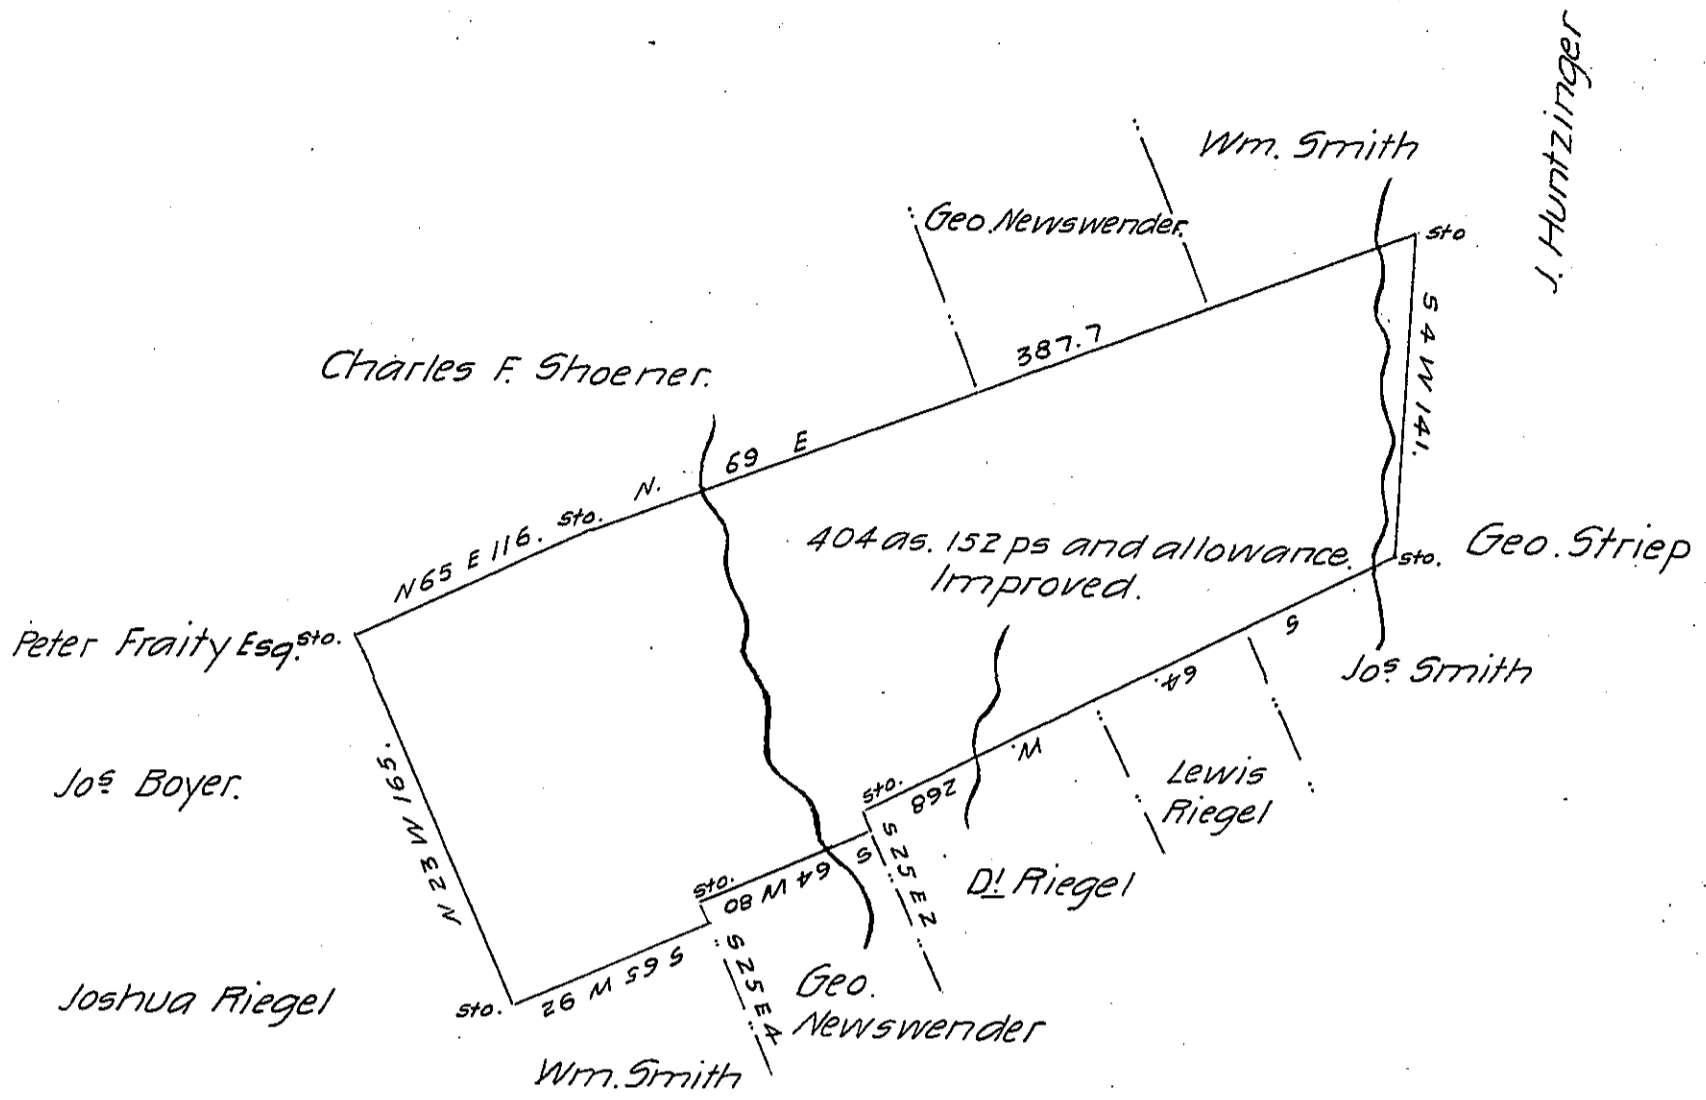 J. Huntzinger
Wm. Smith
Geo. Newswender.
sto
387.7
S 4 W 141.
Charles F. Shoener.
69 E
N.
sto.
N 65 E 116.
404 as. 152 ps and allowance.
Improved.
sto.
Geo. Striep
Peter Fraity Esq.
sto.
S
64.
W.
268
Jos. Smith
Lewis
Riegel
Jos. Boyer.
N 23 W 165.
sto.
S 25 E 2
Dl. Riegel
sto.
S 64 W 80
S 25 E 4
S 65 W 92
Geo.
Newswender
Joshua Riegel
sto.
Wm. Smith